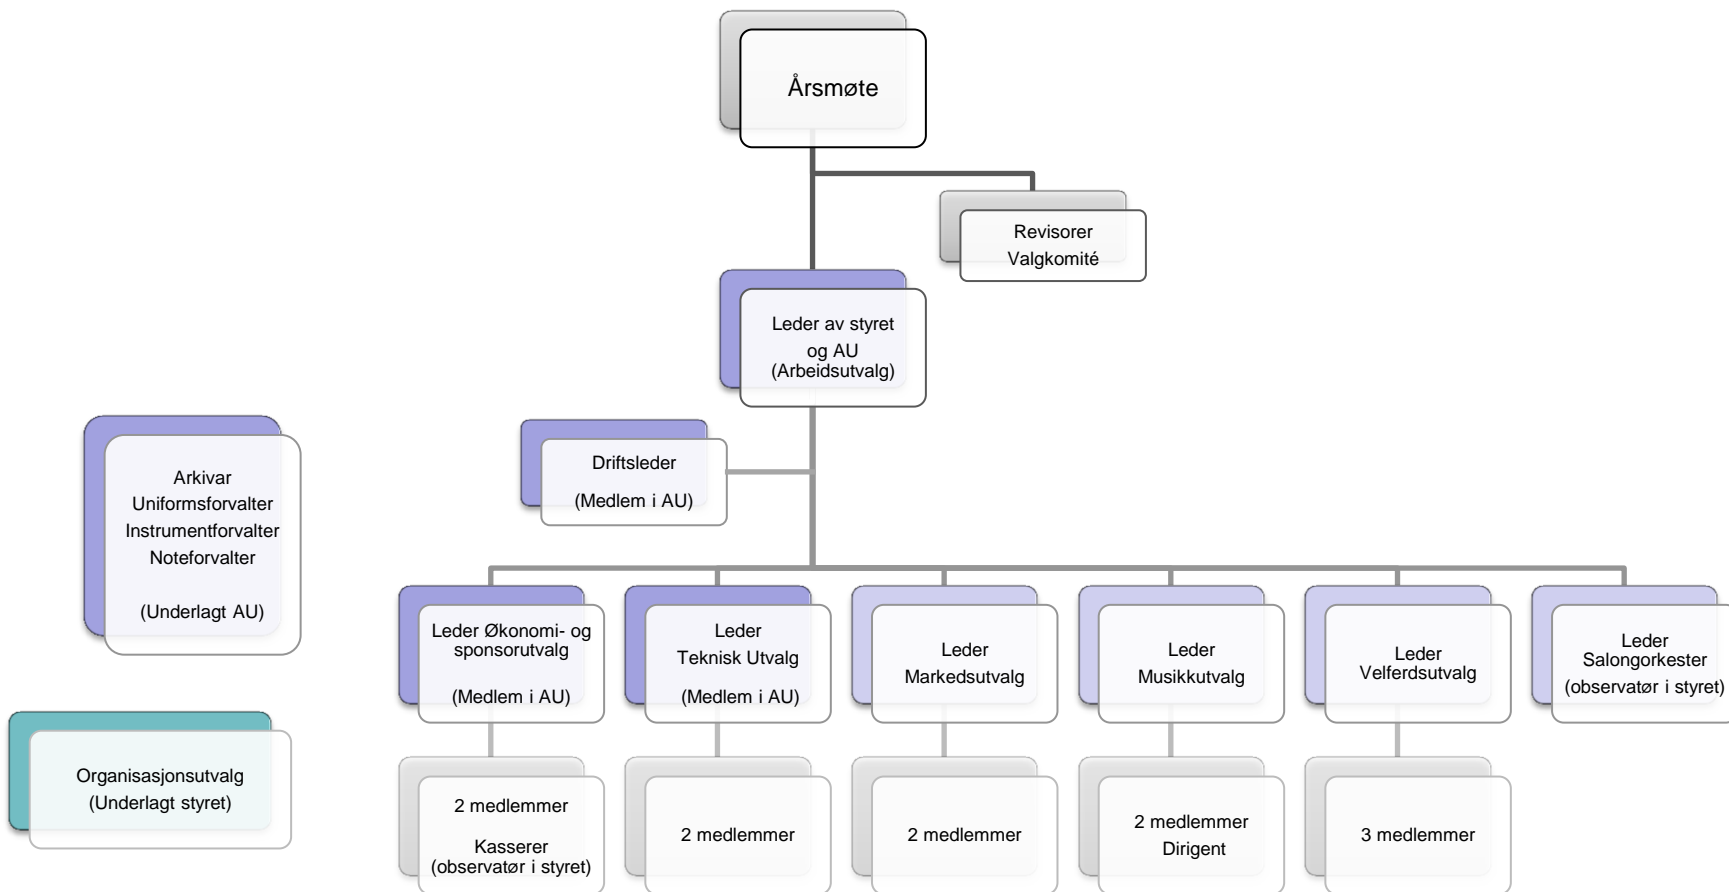 Årsmøte
Revisorer
Valgkomité
Leder av styret
og AU
(Arbeidsutvalg)
Driftsleder
(Medlem i AU)
Arkivar
Uniformsforvalter
Instrumentforvalter
Noteforvalter
(Underlagt AU)
Leder Økonomi- og
sponsorutvalg
(Medlem i AU)
Leder
Teknisk Utvalg
(Medlem i AU)
Leder
Markedsutvalg
Leder
Musikkutvalg
Leder
Velferdsutvalg
Leder
Salongorkester
(observatør i styret)
Organisasjonsutvalg
(Underlagt styret)
2 medlemmer
Kasserer
(observatør i styret)
2 medlemmer
2 medlemmer
2 medlemmer
Dirigent
3 medlemmer